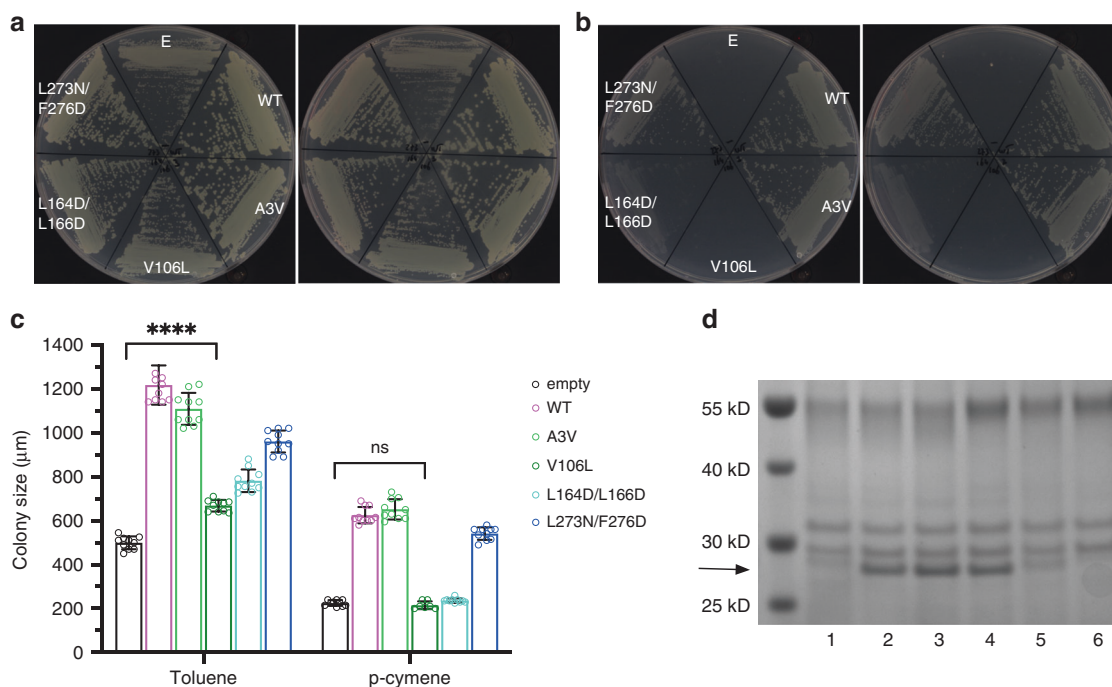 a
E
L273N/
F276D
WT
L164D/
L166D
A3V
V106L
b
E
L273N/
F276D
WT
L164D/
L166D
A3V
V106L
c
****
ns
1400
1200
1000
800
600
400
200
0
Colony size (μm)
Toluene
p-cymene
empty
WT
A3V
V106L
L164D/L166D
L273N/F276D
d
55 kD
40 kD
30 kD
25 kD
1 2 3 4 5 6